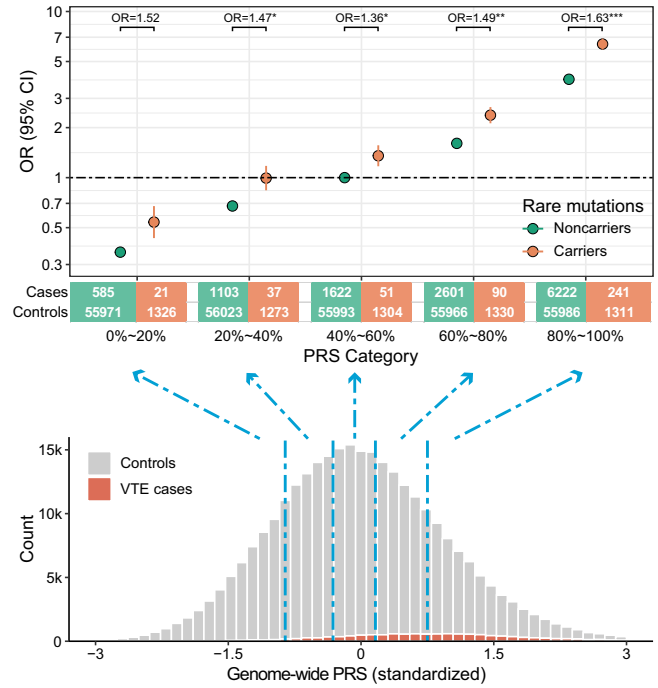 OR=1.52 OR=1.47* OR=1.36* OR=1.49** OR=1.63***
OR (95% CI)
10
7
5
3
2
1
0.7
0.5
0.3
Rare mutations
Noncarriers
Carriers
Cases 585 21 1103 37 1622 51 2601 90 6222 241
Controls 55971 1326 56023 1273 55993 1304 55966 1330 55986 1311
0%~20% 20%~40% 40%~60% 60%~80% 80%~100%
PRS Category
Count
15k
10k
5k
0
Controls
VTE cases
−3 −1.5 0 1.5 3
Genome-wide PRS (standardized)